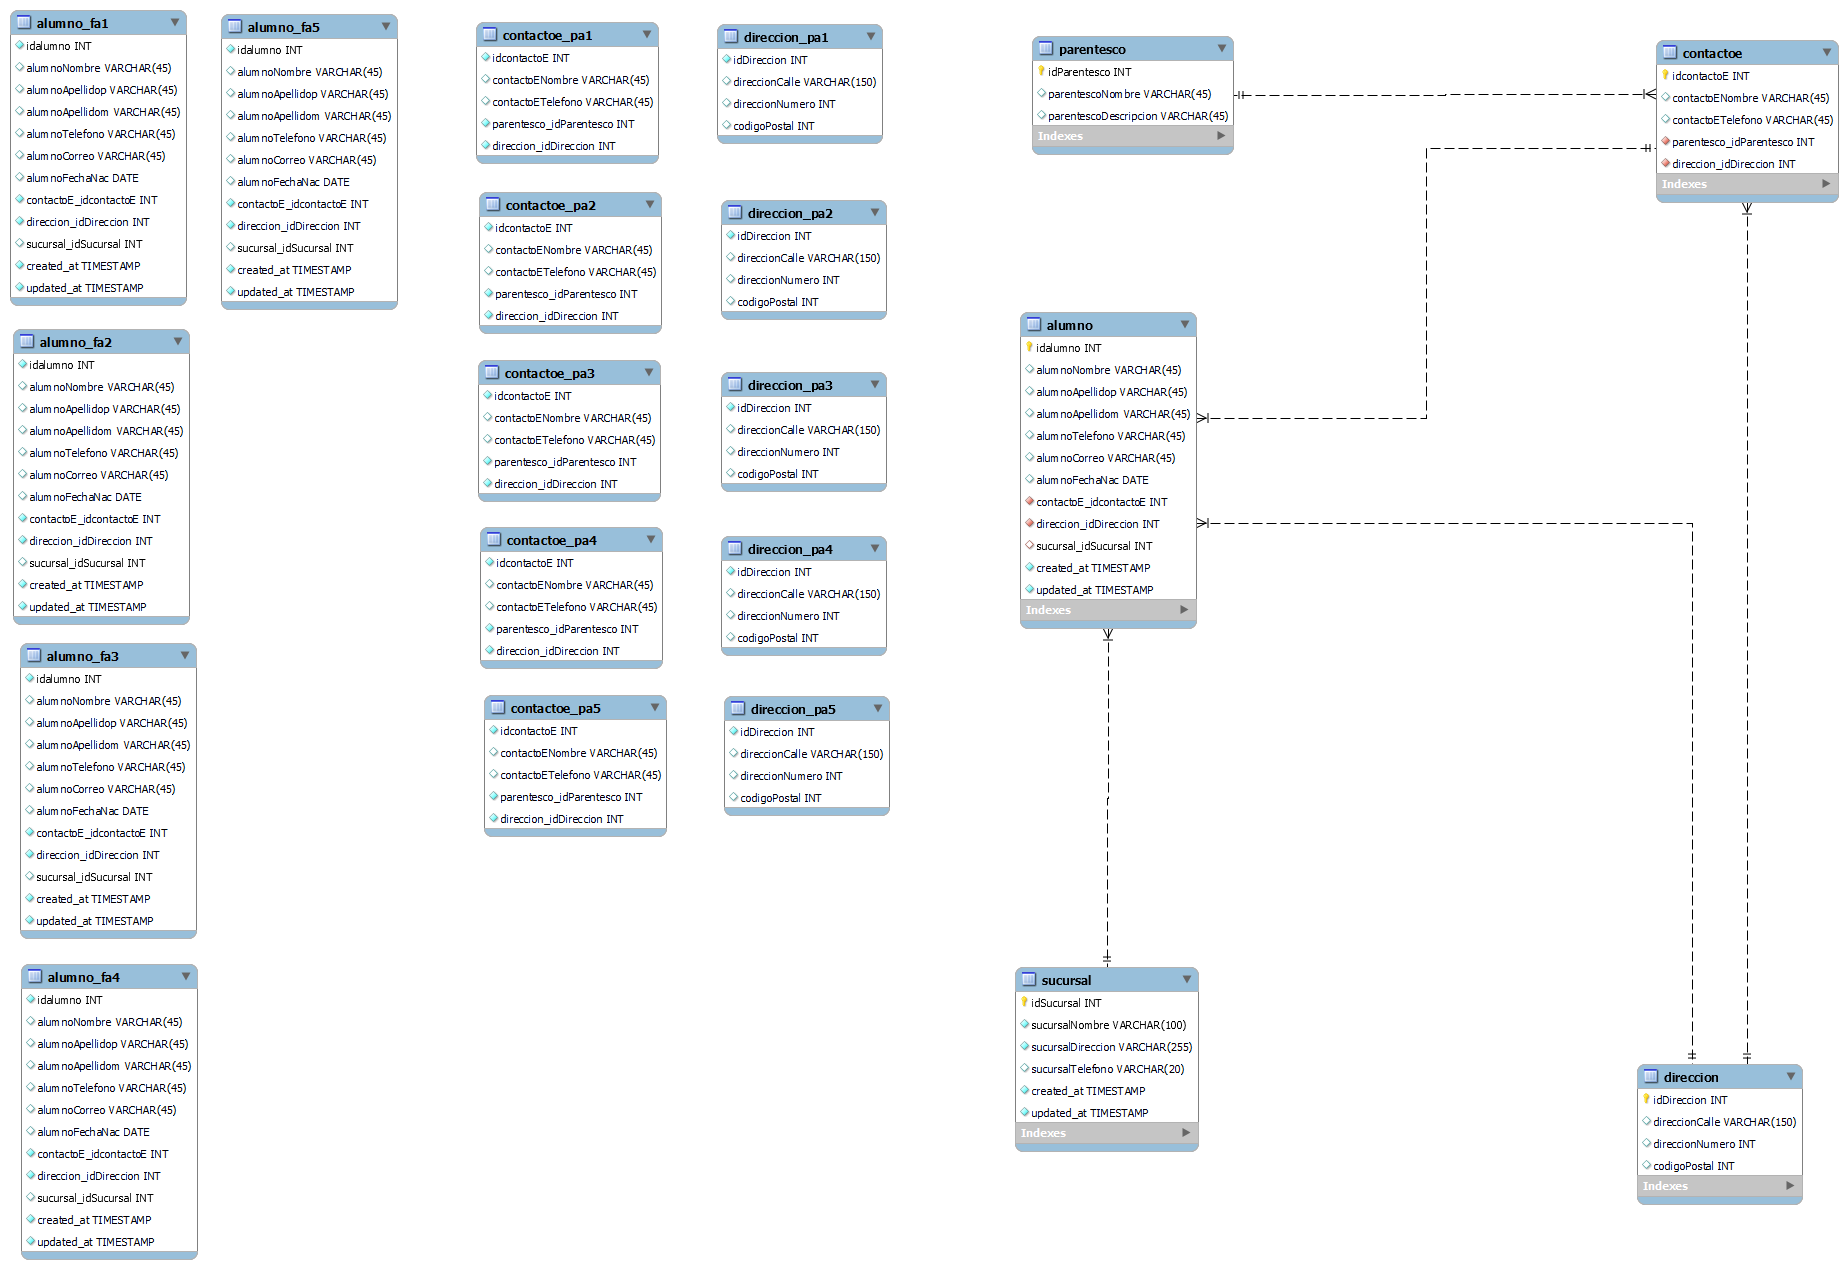 alumno_fa1
idalumno INT
alumnoNombre VARCHAR(45)
alumnoApellidop VARCHAR(45)
alumnoApellidom VARCHAR(45)
alumnoTelefono VARCHAR(45)
alumnoCorreo VARCHAR(45)
alumnoFechaNac DATE
contactoE_idcontactoE INT
direccion_idDireccion INT
sucursal_idSucursal INT
created_at TIMESTAMP
updated_at TIMESTAMP
alumno_fa5
idalumno INT
alumnoNombre VARCHAR(45)
alumnoApellidop VARCHAR(45)
alumnoApellidom VARCHAR(45)
alumnoTelefono VARCHAR(45)
alumnoCorreo VARCHAR(45)
alumnoFechaNac DATE
contactoE_idcontactoE INT
direccion_idDireccion INT
sucursal_idSucursal INT
created_at TIMESTAMP
updated_at TIMESTAMP
alumno_fa2
idalumno INT
alumnoNombre VARCHAR(45)
alumnoApellidop VARCHAR(45)
alumnoApellidom VARCHAR(45)
alumnoTelefono VARCHAR(45)
alumnoCorreo VARCHAR(45)
alumnoFechaNac DATE
contactoE_idcontactoE INT
direccion_idDireccion INT
sucursal_idSucursal INT
created_at TIMESTAMP
updated_at TIMESTAMP
alumno_fa3
idalumno INT
alumnoNombre VARCHAR(45)
alumnoApellidop VARCHAR(45)
alumnoApellidom VARCHAR(45)
alumnoTelefono VARCHAR(45)
alumnoCorreo VARCHAR(45)
alumnoFechaNac DATE
contactoE_idcontactoE INT
direccion_idDireccion INT
sucursal_idSucursal INT
created_at TIMESTAMP
updated_at TIMESTAMP
alumno_fa4
idalumno INT
alumnoNombre VARCHAR(45)
alumnoApellidop VARCHAR(45)
alumnoApellidom VARCHAR(45)
alumnoTelefono VARCHAR(45)
alumnoCorreo VARCHAR(45)
alumnoFechaNac DATE
contactoE_idcontactoE INT
direccion_idDireccion INT
sucursal_idSucursal INT
created_at TIMESTAMP
updated_at TIMESTAMP
contactoe_pa1
idcontactoE INT
contactoENombre VARCHAR(45)
contactoETelefono VARCHAR(45)
parentesco_idParentesco INT
direccion_idDireccion INT
contactoe_pa2
idcontactoE INT
contactoENombre VARCHAR(45)
contactoETelefono VARCHAR(45)
parentesco_idParentesco INT
direccion_idDireccion INT
contactoe_pa3
idcontactoE INT
contactoENombre VARCHAR(45)
contactoETelefono VARCHAR(45)
parentesco_idParentesco INT
direccion_idDireccion INT
contactoe_pa4
idcontactoE INT
contactoENombre VARCHAR(45)
contactoETelefono VARCHAR(45)
parentesco_idParentesco INT
direccion_idDireccion INT
contactoe_pa5
idcontactoE INT
contactoENombre VARCHAR(45)
contactoETelefono VARCHAR(45)
parentesco_idParentesco INT
direccion_idDireccion INT
direccion_pa1
idDireccion INT
direccionCalle VARCHAR(150)
direccionNumero INT
codigoPostal INT
direccion_pa2
idDireccion INT
direccionCalle VARCHAR(150)
direccionNumero INT
codigoPostal INT
direccion_pa3
idDireccion INT
direccionCalle VARCHAR(150)
direccionNumero INT
codigoPostal INT
direccion_pa4
idDireccion INT
direccionCalle VARCHAR(150)
direccionNumero INT
codigoPostal INT
direccion_pa5
idDireccion INT
direccionCalle VARCHAR(150)
direccionNumero INT
codigoPostal INT
parentesco
idParentesco INT
parentescoNombre VARCHAR(45)
parentescoDescripcion VARCHAR(45)
Indexes
contactoe
idcontactoE INT
contactoENombre VARCHAR(45)
contactoETelefono VARCHAR(45)
parentesco_idParentesco INT
direccion_idDireccion INT
Indexes
alumno
idalumno INT
alumnoNombre VARCHAR(45)
alumnoApellidop VARCHAR(45)
alumnoApellidom VARCHAR(45)
alumnoTelefono VARCHAR(45)
alumnoCorreo VARCHAR(45)
alumnoFechaNac DATE
contactoE_idcontactoE INT
direccion_idDireccion INT
sucursal_idSucursal INT
created_at TIMESTAMP
updated_at TIMESTAMP
Indexes
sucursal
idSucursal INT
sucursalNombre VARCHAR(100)
sucursalDireccion VARCHAR(255)
sucursalTelefono VARCHAR(20)
created_at TIMESTAMP
updated_at TIMESTAMP
Indexes
direccion
idDireccion INT
direccionCalle VARCHAR(150)
direccionNumero INT
codigoPostal INT
Indexes